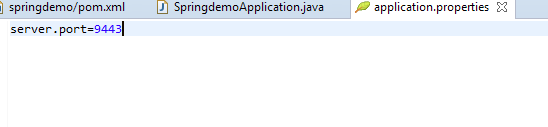 springdemo/pom.xml SpringdemoApplication.java application.properties
server.port=9443